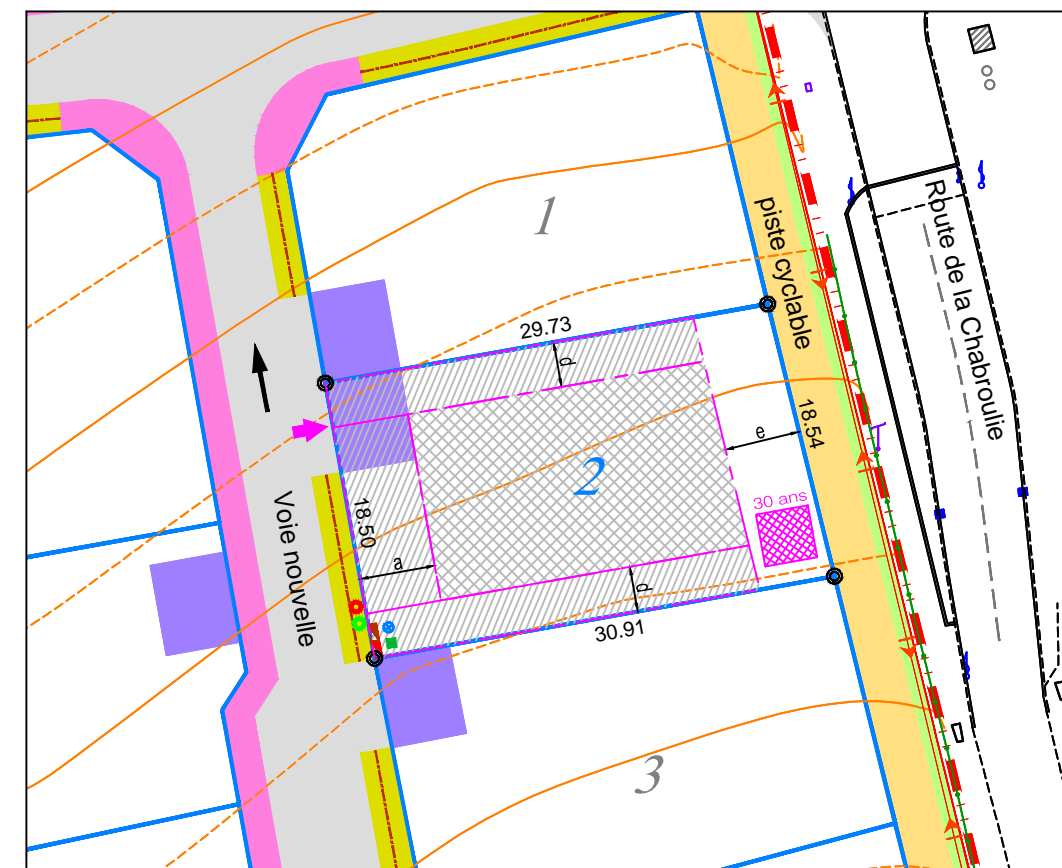 1
piste cyclable
Route de la Chabroulie
29.73
d
18.54
e
2
30 ans
18.50
a
Voie nouvelle
d
30.91
3